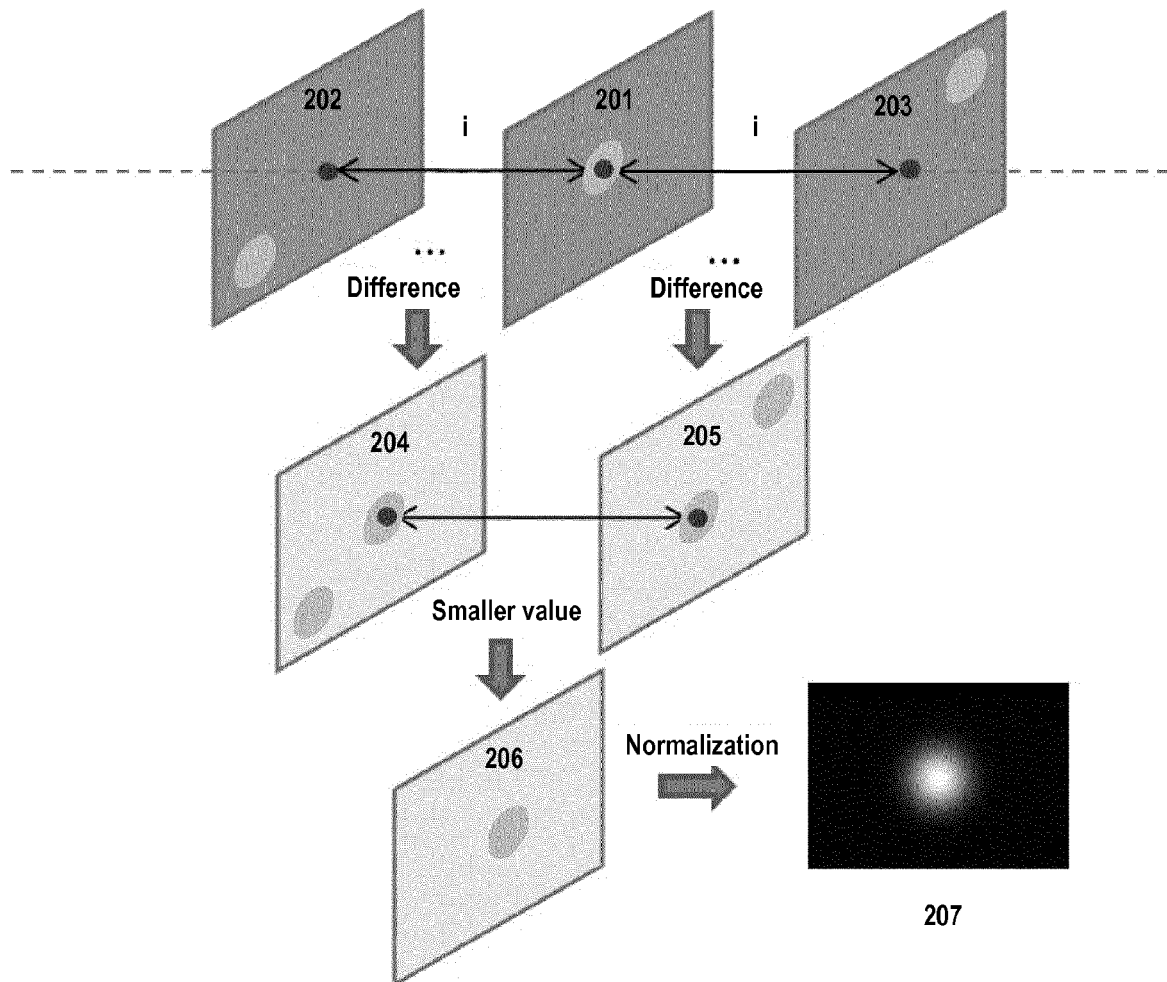 202
201
203
i
i
...
...
Difference
Difference
204
205
Smaller value
206
Normalization
207